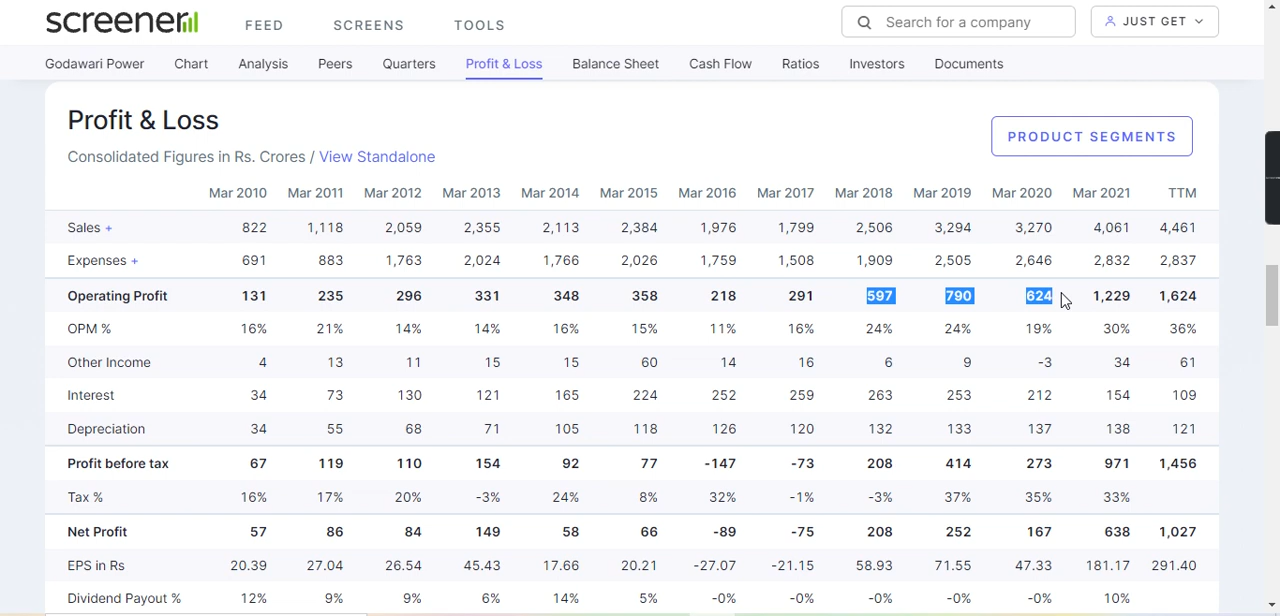 screener
FEED SCREENS TOOLS Search for a company JUST GET
Godawari Power Chart Analysis Peers Quarters Profit & Loss Balance Sheet Cash Flow Ratios Investors Documents
Profit & Loss
PRODUCT SEGMENTS
Consolidated Figures in Rs. Crores / View Standalone
Mar 2010 Mar 2011 Mar 2012 Mar 2013 Mar 2014 Mar 2015 Mar 2016 Mar 2017 Mar 2018 Mar 2019 Mar 2020 Mar 2021 TTM
Sales + 822 1,118 2,059 2,355 2,113 2,384 1,976 1,799 2,506 3,294 3,270 4,061 4,461
Expenses + 691 883 1,763 2,024 1,766 2,026 1,759 1,508 1,909 2,505 2,646 2,832 2,837
Operating Profit 131 235 296 331 348 358 218 291 597 790 624 1,229 1,624
OPM % 16% 21% 14% 14% 16% 15% 11% 16% 24% 24% 19% 30% 36%
Other Income 4 13 11 15 15 60 14 16 6 9 -3 34 61
Interest 34 73 130 121 165 224 252 259 263 253 212 154 109
Depreciation 34 55 68 71 105 118 126 120 132 133 137 138 121
Profit before tax 67 119 110 154 92 77 -147 -73 208 414 273 971 1,456
Tax % 16% 17% 20% -3% 24% 8% 32% -1% -3% 37% 35% 33%
Net Profit 57 86 84 149 58 66 -89 -75 208 252 167 638 1,027
EPS in Rs 20.39 27.04 26.54 45.43 17.66 20.21 -27.07 -21.15 58.93 71.55 47.33 181.17 291.40
Dividend Payout % 12% 9% 9% 6% 14% 5% -0% -0% -0% -0% -0% 10%